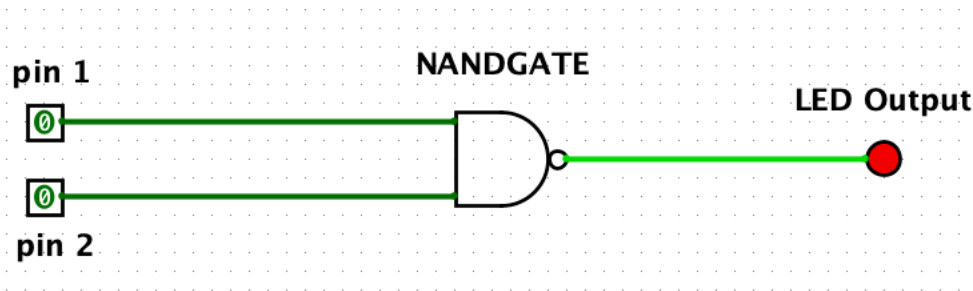 pin 1
NANDGATE
LED Output
0
0
pin 2